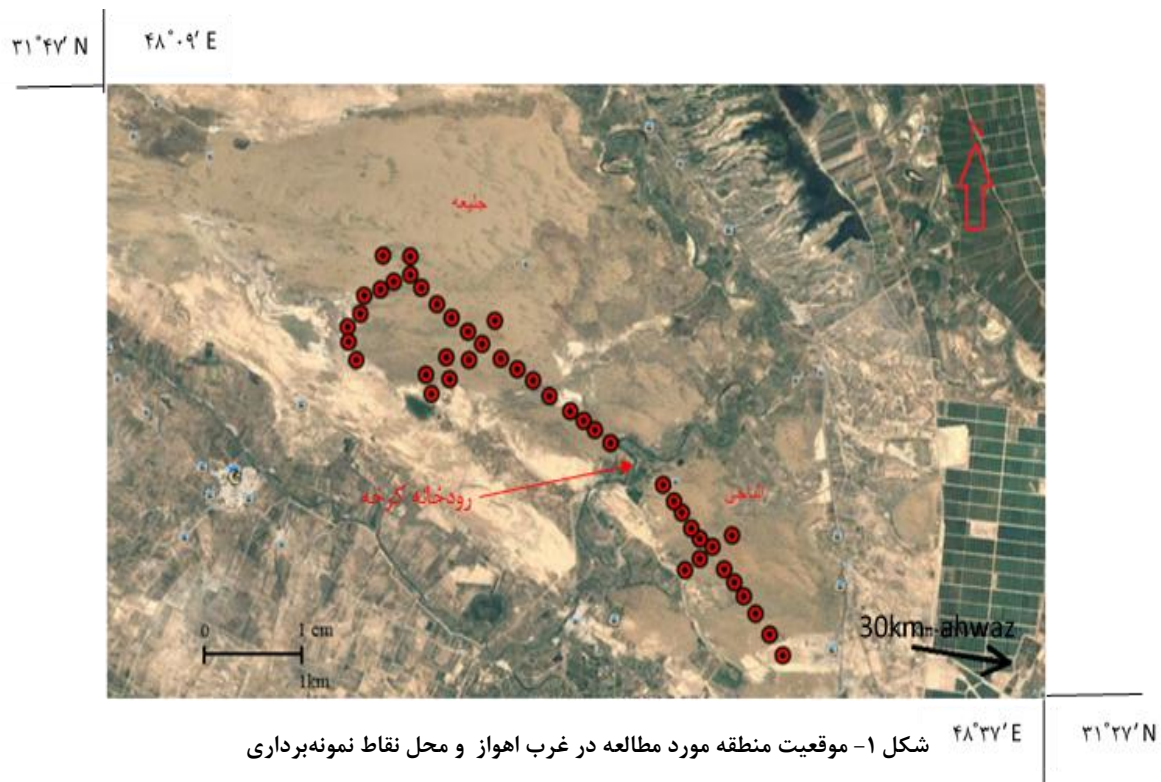 ۳۱°۴۷′ N
۴۸°۰۹′ E
N
جلیعه
رودخانه کرخه
الباجی
0 1 cm
1km
30km- ahwaz
۴۸°۳۷′ E
۳۱°۲۷′ N
شکل ۱- موقعیت منطقه مورد مطالعه در غرب اهواز و محل نقاط نمونه‌برداری